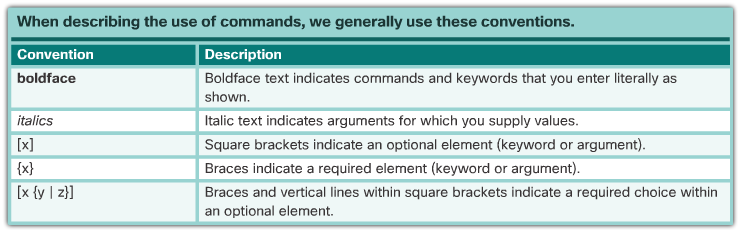 When describing the use of commands, we generally use these conventions.
Convention Description
boldface Boldface text indicates commands and keywords that you enter literally as
shown.
italics Italic text indicates arguments for which you supply values.
[x] Square brackets indicate an optional element (keyword or argument).
{x} Braces indicate a required element (keyword or argument).
[x {y | z}] Braces and vertical lines within square brackets indicate a required choice within
an optional element.